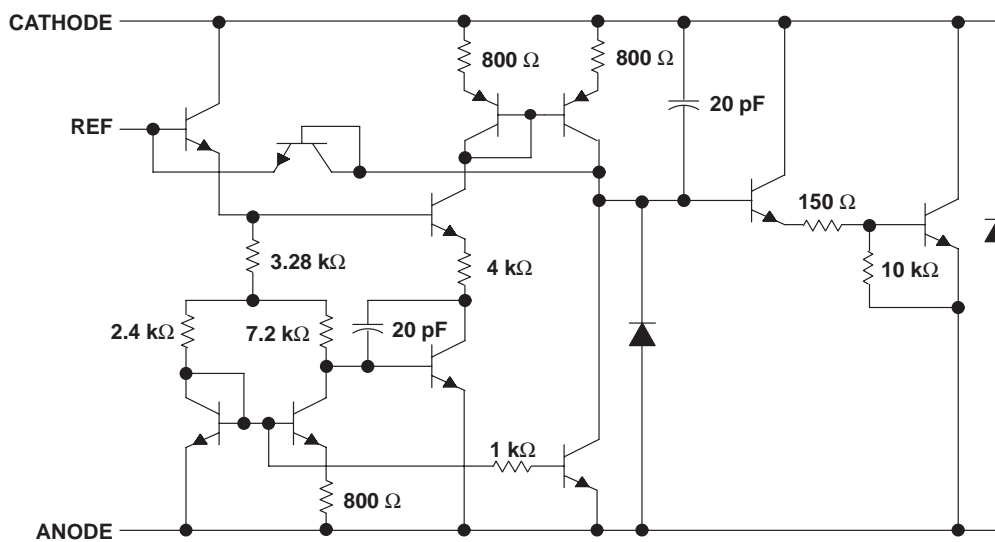 CATHODE
800 Ω
800 Ω
20 pF
REF
150 Ω
3.28 kΩ
4 kΩ
10 kΩ
2.4 kΩ
7.2 kΩ
20 pF
1 kΩ
800 Ω
ANODE